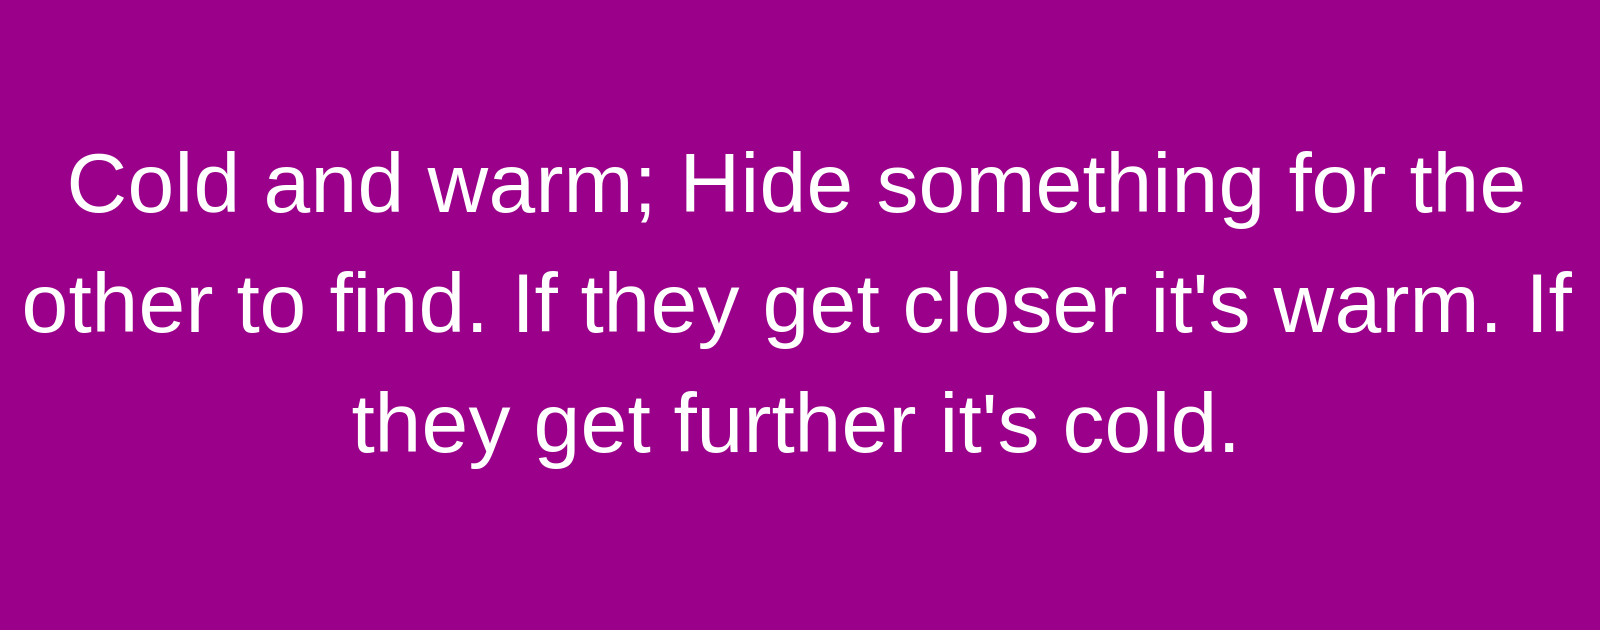 Cold and warm; Hide something for the
other to find. If they get closer it's warm. If
they get further it's cold.